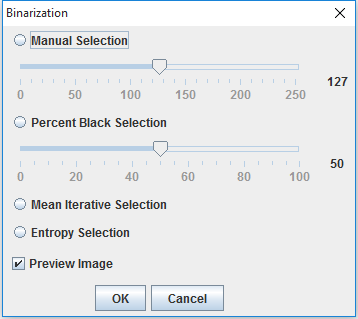 Binarization
Manual Selection
127
0 50 100 150 200 250
Percent Black Selection
50
0 20 40 60 80 100
Mean Iterative Selection
Entropy Selection
Preview Image
OK Cancel